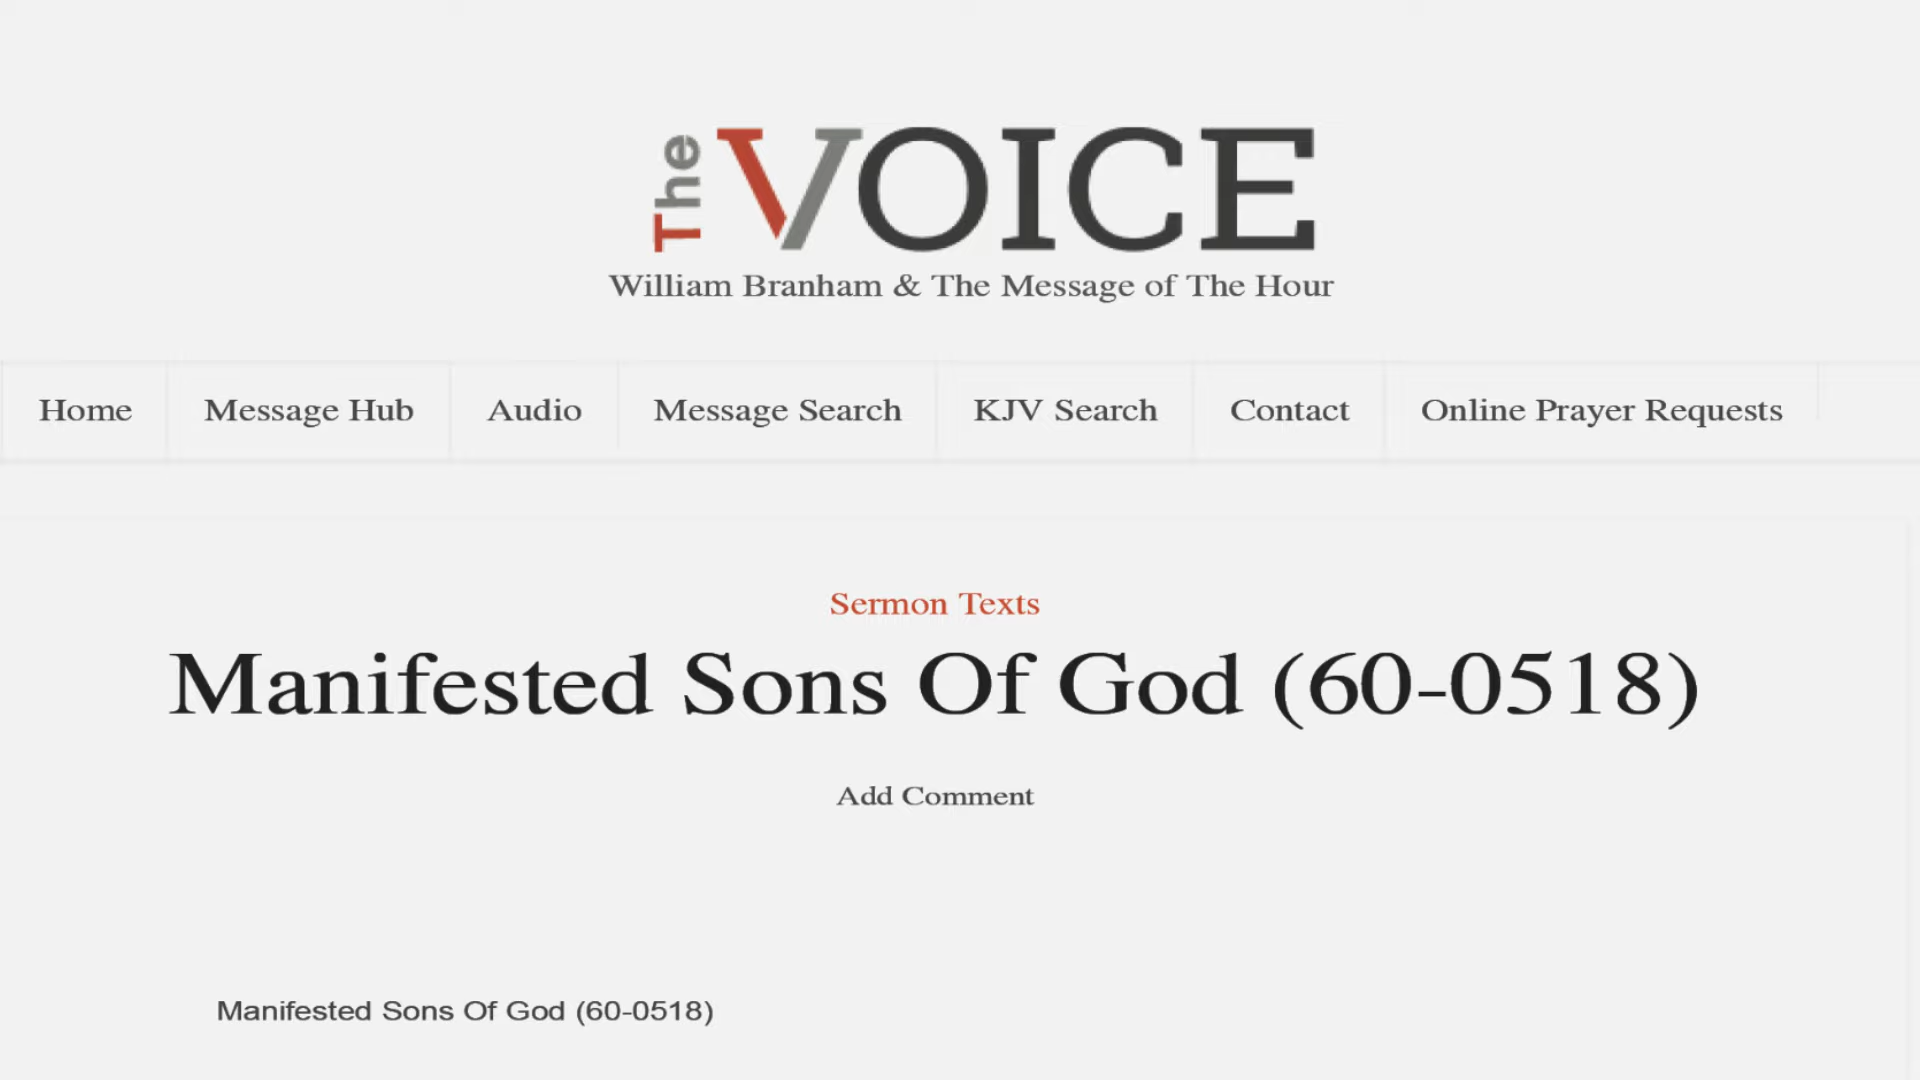 The VOICE
William Branham & The Message of The Hour
Home Message Hub Audio Message Search KJV Search Contact Online Prayer Requests
Sermon Texts
Manifested Sons Of God (60-0518)
Add Comment
Manifested Sons Of God (60-0518)